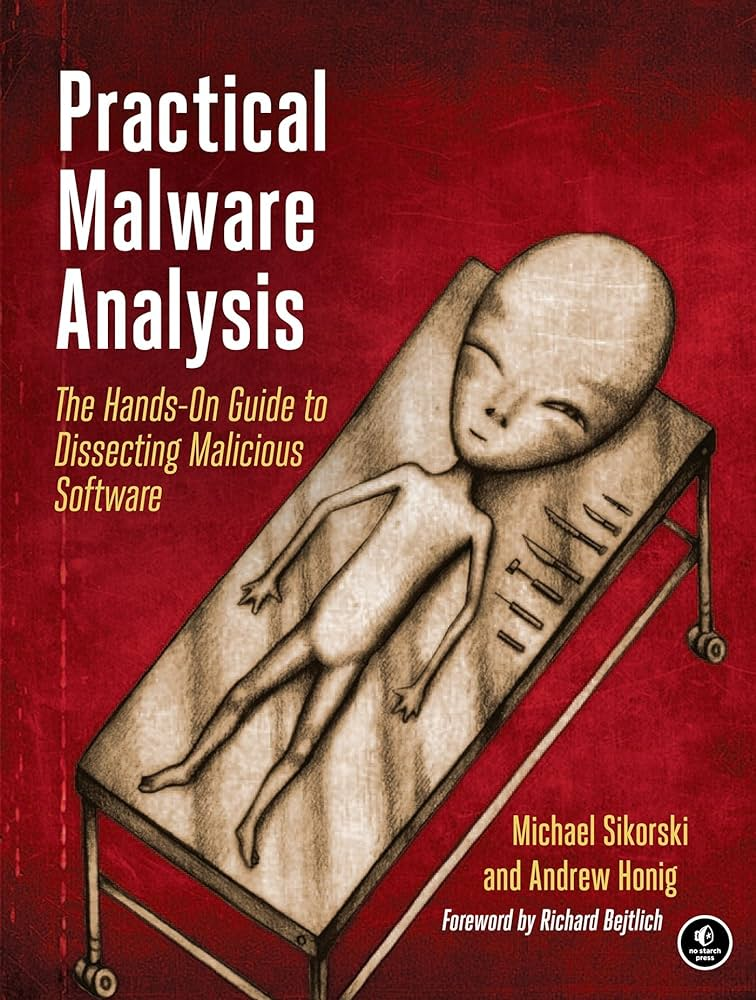 Practical
Malware
Analysis
The Hands-On Guide to
Dissecting Malicious
Software
Michael Sikorski
and Andrew Honig
Foreword by Richard Bejtlich
no starch
press